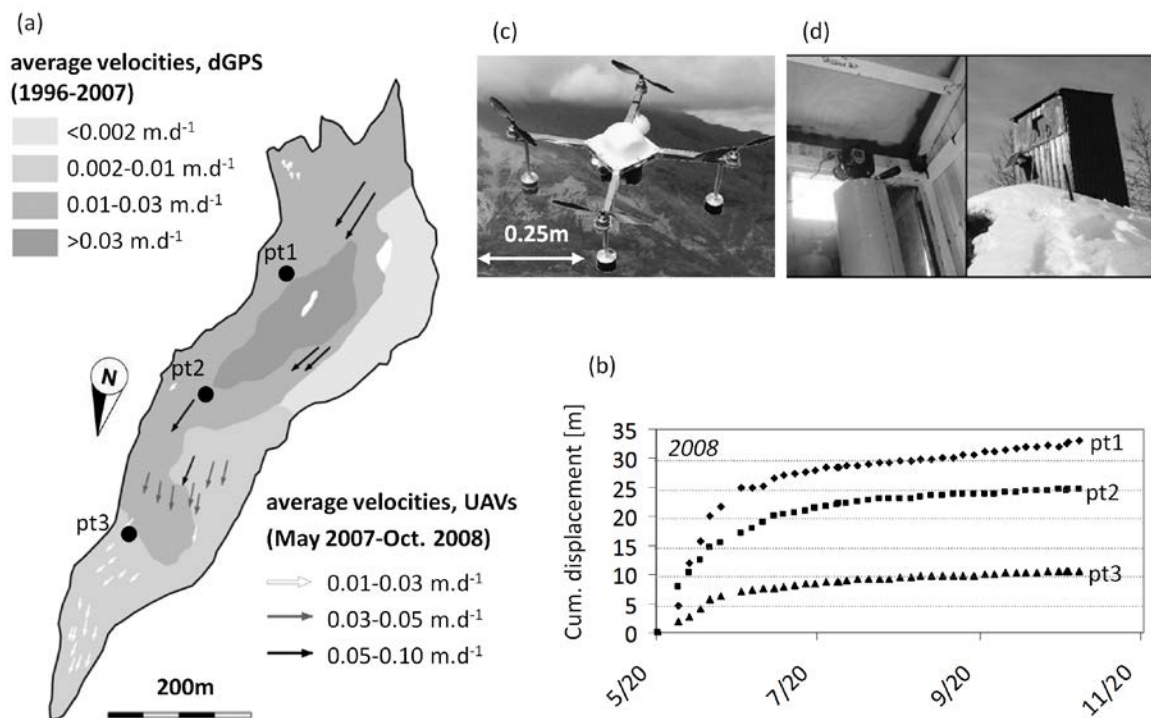 (a)
average velocities, dGPS
(1996-2007)
<0.002 m.d⁻¹
0.002-0.01 m.d⁻¹
0.01-0.03 m.d⁻¹
>0.03 m.d⁻¹
pt1
pt2
N
pt3
average velocities, UAVs
(May 2007-Oct. 2008)
0.01-0.03 m.d⁻¹
0.03-0.05 m.d⁻¹
0.05-0.10 m.d⁻¹
200m
(c)
0.25m
(d)
(b)
Cum. displacement [m]
35
30
25
20
15
10
5
0
2008
pt1
pt2
pt3
5/20
7/20
9/20
11/20